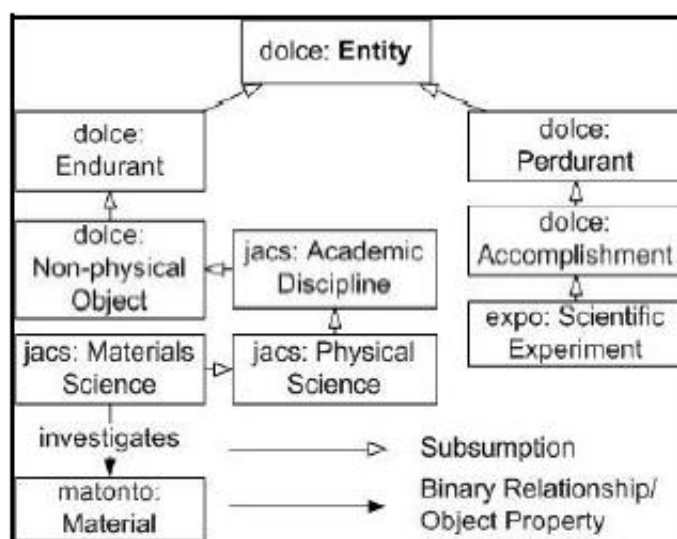 dolce: Entity
dolce:
Endurant
dolce:
Perdurant
dolce:
Non-physical
Object
jacs: Academic
Discipline
dolce:
Accomplishment
jacs: Materials
Science
jacs: Physical
Science
expo: Scientific
Experiment
investigates
Subsumption
matonto:
Material
Binary Relationship/
Object Property